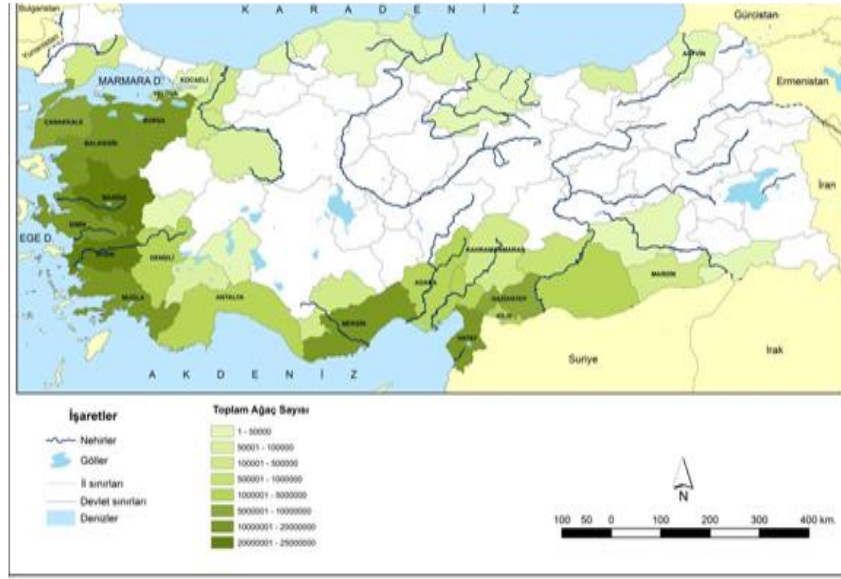 Bulgaristan
K A R A D E N İ Z
Gürcistan
Yunanistan
ARTVİN
MARMARA D.
KOCAELİ
YALOVA
Ermenistan
ÇANAKKALE
BURSA
BALIKESİR
MANİSA
İran
İZMİR
EGE D.
AYDIN
DENİZLİ
KAHRAMANMARAŞ
MUĞLA
ANTALYA
ADANA
MARDİN
GAZİANTEP
MERSİN
KİLİS
HATAY
Suriye
Irak
A K D E N İ Z
İşaretler
Nehirler
Göller
İl sınırları
Devlet sınırları
Denizler
Toplam Ağaç Sayısı
1 - 50000
50001 - 100000
100001 - 500000
500001 - 1000000
1000001 - 5000000
5000001 - 10000000
10000001 - 20000000
20000001 - 25000000
N
100 50 0 100 200 300 400 km.